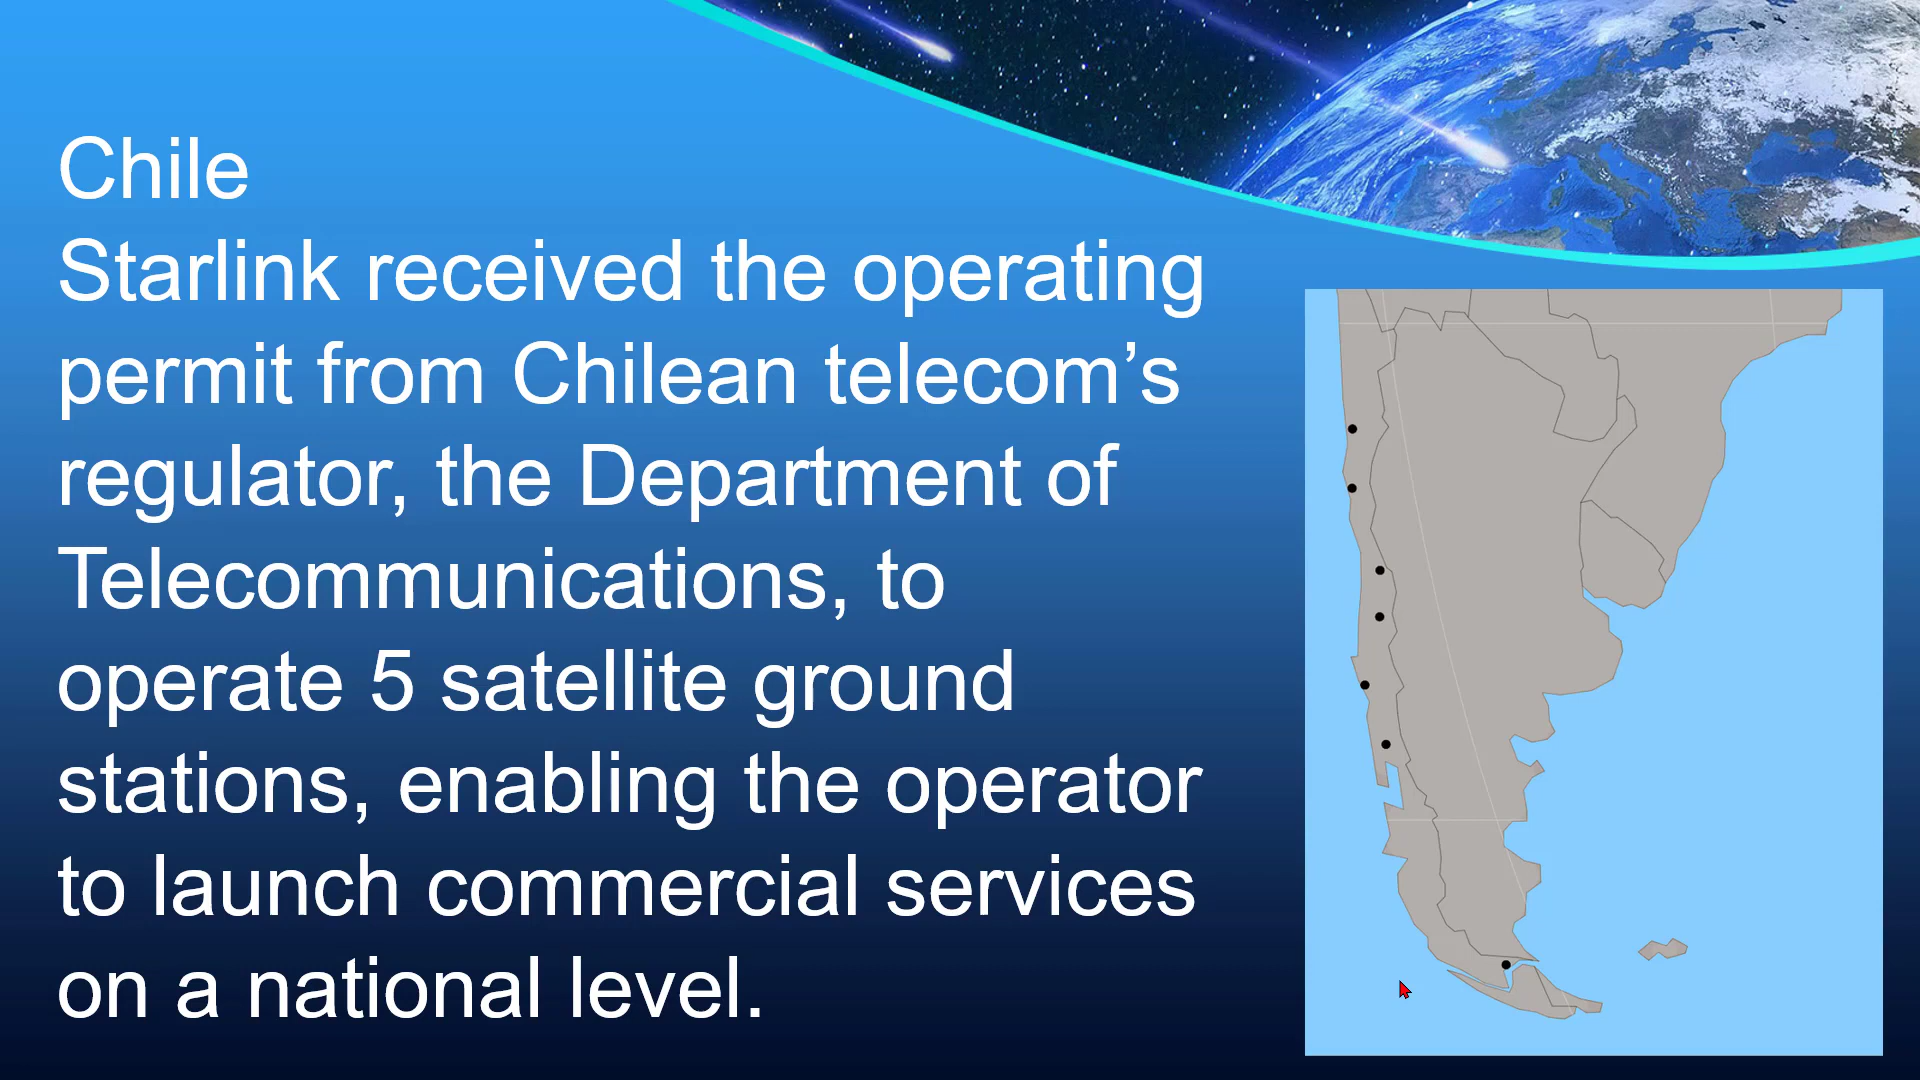 Chile
Starlink received the operating
permit from Chilean telecom’s
regulator, the Department of
Telecommunications, to
operate 5 satellite ground
stations, enabling the operator
to launch commercial services
on a national level.